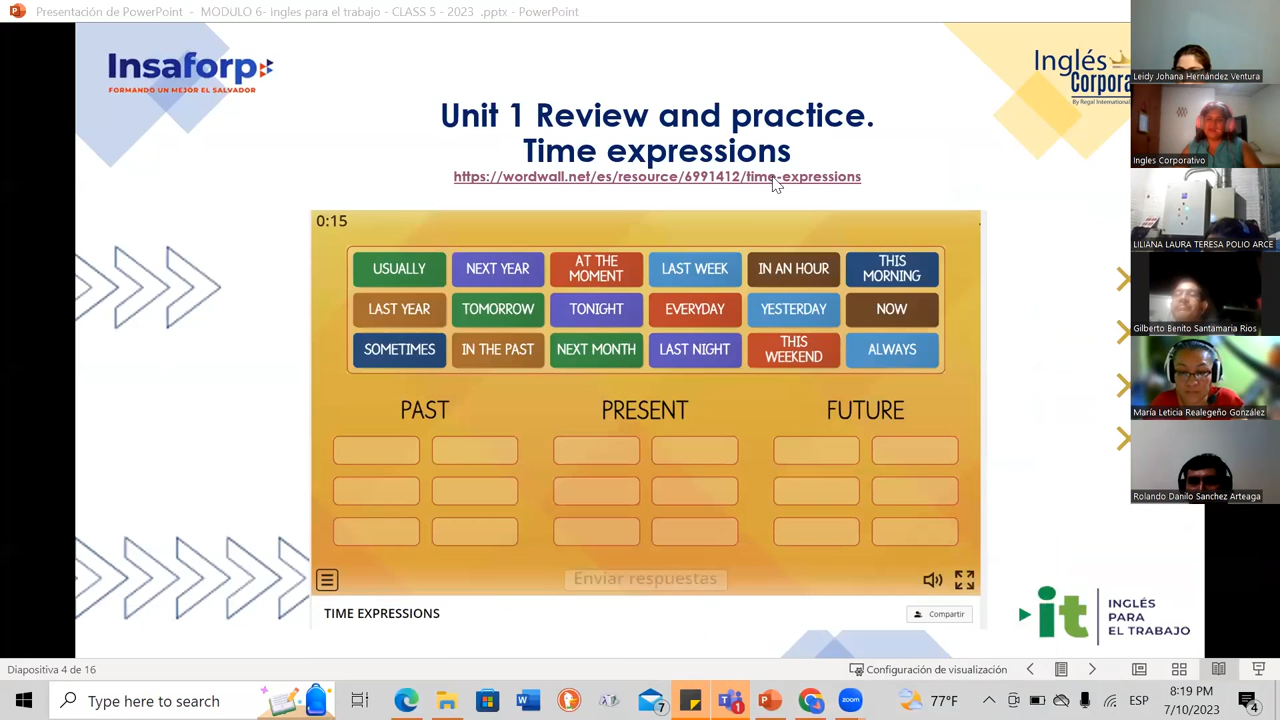 Presentación de PowerPoint - MODULO 6- ingles para el trabajo - CLASS 5 - 2023 .pptx - PowerPoint
Insaforp
FORMANDO UN MEJOR EL SALVADOR
Inglés
Corpora
By Regal International
Unit 1 Review and practice.
Time expressions
https://wordwall.net/es/resource/6991412/time-expressions
0:15
USUALLY
NEXT YEAR
AT THE
MOMENT
LAST WEEK
IN AN HOUR
THIS
MORNING
LAST YEAR
TOMORROW
TONIGHT
EVERYDAY
YESTERDAY
NOW
SOMETIMES
IN THE PAST
NEXT MONTH
LAST NIGHT
THIS
WEEKEND
ALWAYS
PAST
PRESENT
FUTURE
Enviar respuestas
TIME EXPRESSIONS
Compartir
it
INGLÉS
PARA
EL TRABAJO
Leidy Johana Hernández Ventura
Ingles Corporativo
LILIANA LAURA TERESA POLIO ARCE
Gilberto Benito Santamaria Rios
María Leticia Realegeño González
Rolando Danilo Sanchez Arteaga
Diapositiva 4 de 16
Configuración de visualización
Type here to search
7
1
77°F
ESP
8:19 PM
7/10/2023
4